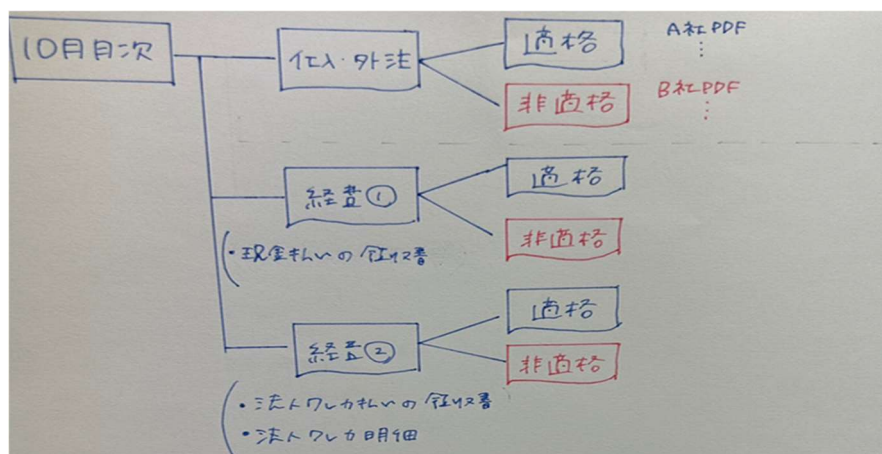 10月月次
仕入・外注
適格
A社PDF
非適格
B社PDF
経費①
適格
・現金払いの領収書
非適格
経費②
適格
非適格
・法人クレカ払いの領収書
・法人クレカ明細